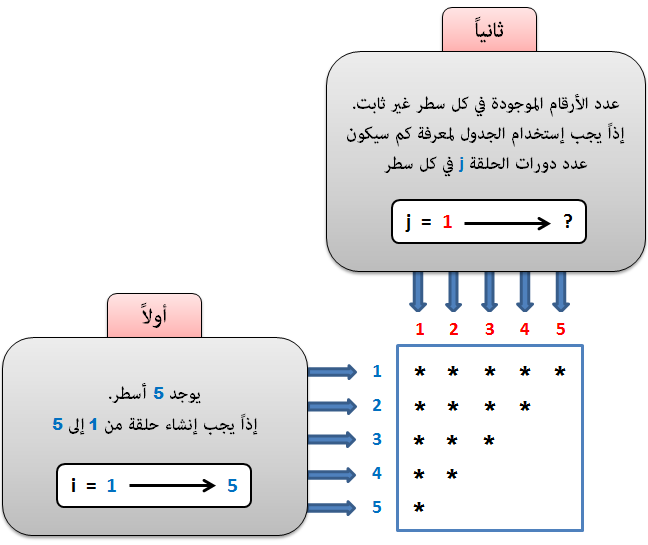 ثانياً
عدد الأرقام الموجودة في كل سطر غير ثابت.
إذاً يجب إستخدام الجدول لمعرفة كم سيكون
عدد دورات الحلقة j في كل سطر
j = 1 ⟶ ?
أولاً
يوجد 5 أسطر.
إذاً يجب إنشاء حلقة من 1 إلى 5
i = 1 ⟶ 5
1 2 3 4 5
1 * * * * *
2 * * * *
3 * * *
4 * *
5 *